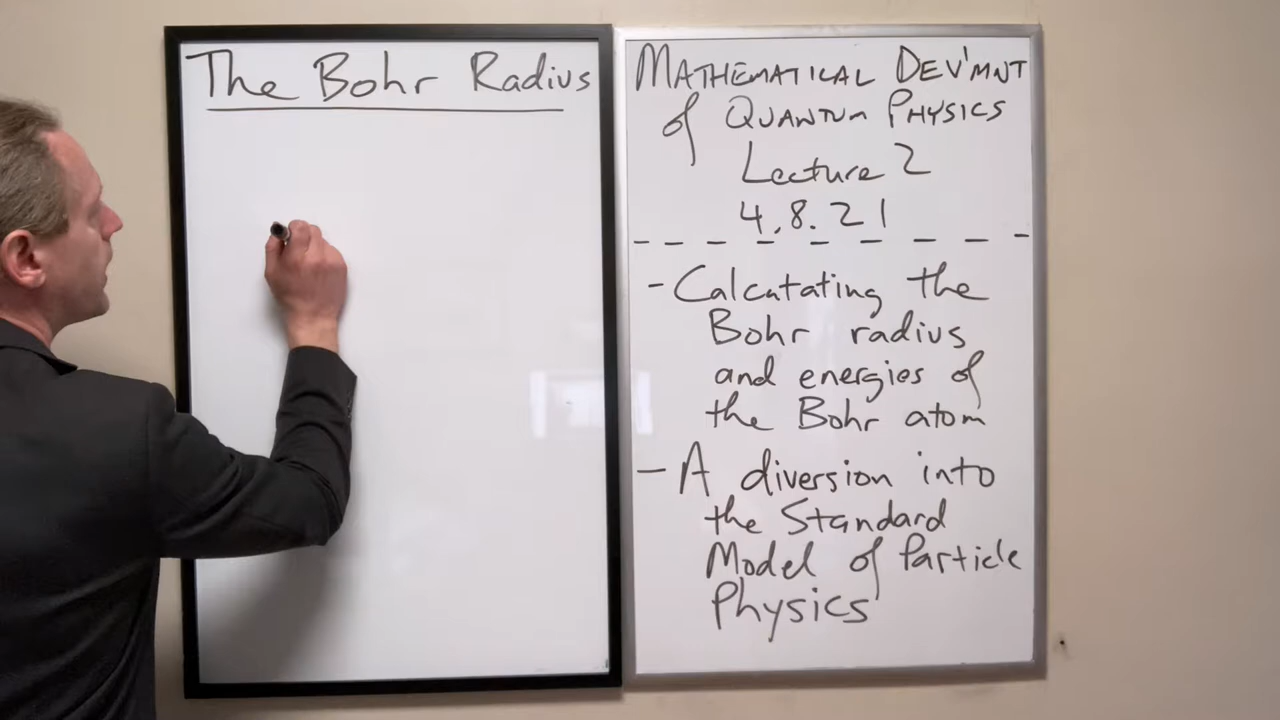 The Bohr Radius
MATHEMATICAL DEV'MNT
of QUANTUM PHYSICS
Lecture 2
4.8.21
- Calcutating the
Bohr radius
and energies of
the Bohr atom
- A diversion into
the Standard
Model of Particle
Physics